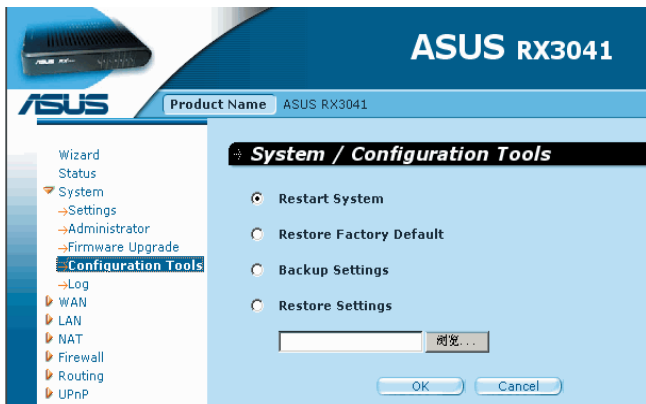 ASUS RX3041
ASUS
Product Name ASUS RX3041
Wizard
Status
System
Settings
Administrator
Firmware Upgrade
Configuration Tools
Log
WAN
LAN
NAT
Firewall
Routing
UPnP
System / Configuration Tools
Restart System
Restore Factory Default
Backup Settings
Restore Settings
浏览...
OK
Cancel